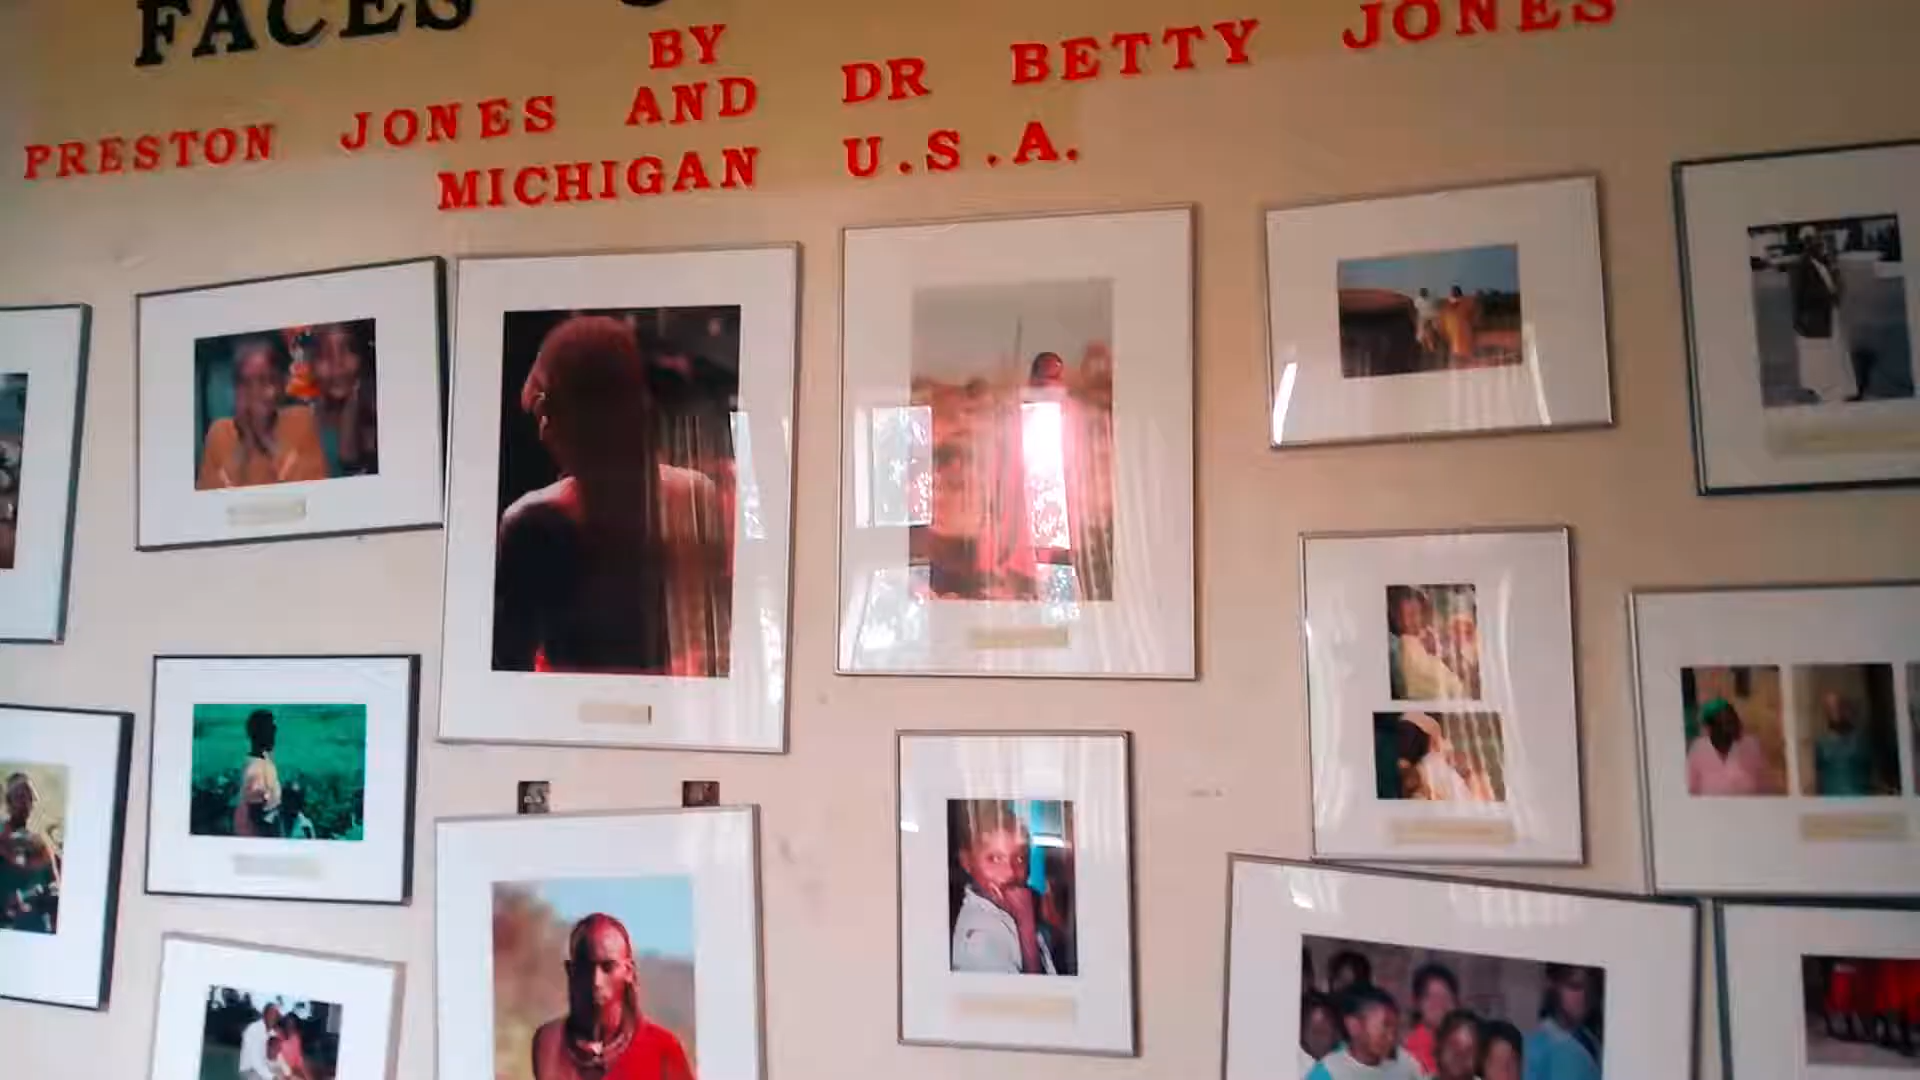 FACES
BY
PRESTON JONES AND DR BETTY JONES
MICHIGAN U.S.A.